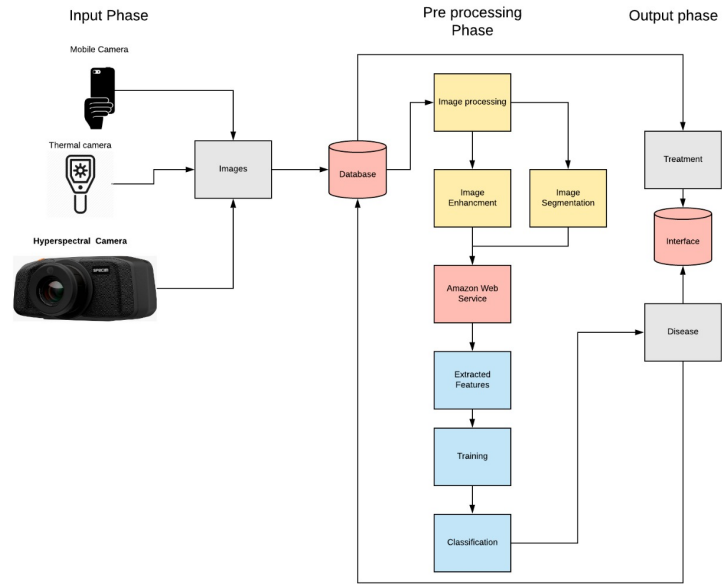 Input Phase
Pre processing
Phase
Output phase
Mobile Camera
Thermal camera
Hyperspectral Camera
Images
Database
Image processing
Image
Enhancment
Image
Segmentation
Amazon Web
Service
Extracted
Features
Training
Classification
Treatment
Interface
Disease